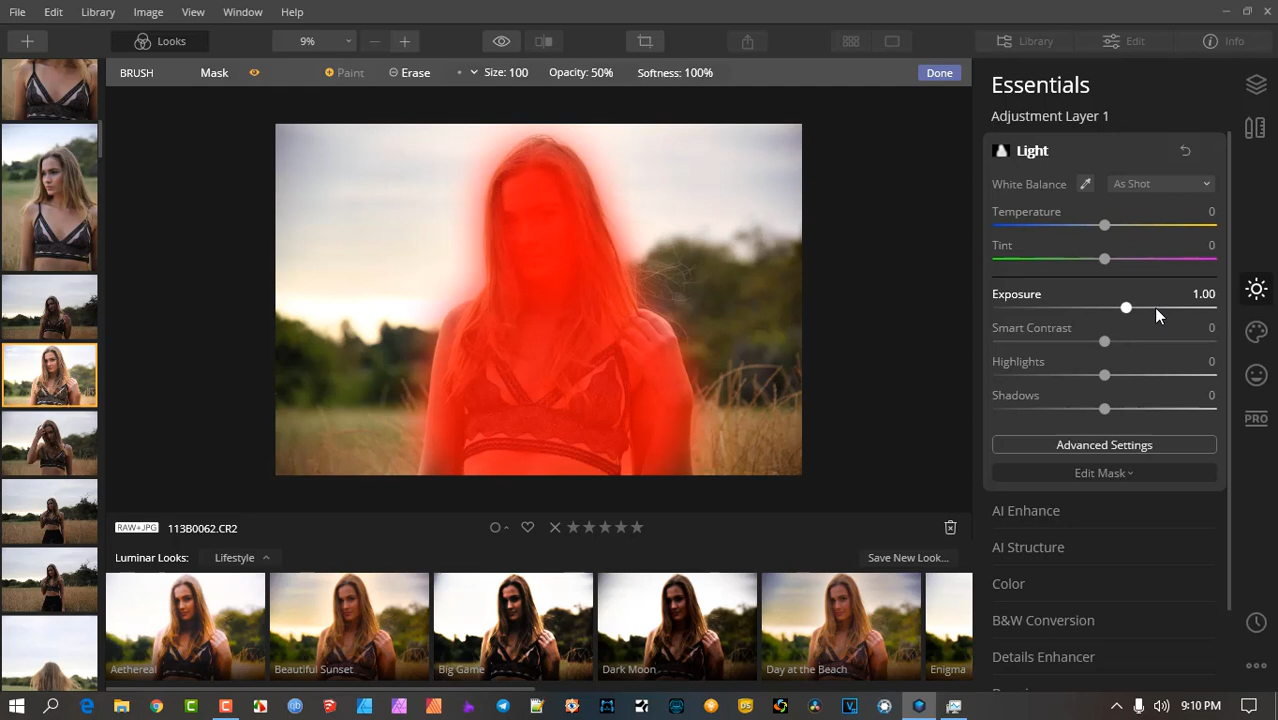 File Edit Library Image View Window Help
Looks 9% Library Edit Info
BRUSH Mask Paint Erase Size: 100 Opacity: 50% Softness: 100% Done
Essentials
Adjustment Layer 1
Light
White Balance As Shot
Temperature 0
Tint 0
Exposure 1.00
Smart Contrast 0
Highlights 0
Shadows 0
Advanced Settings
Edit Mask
AI Enhance
AI Structure
Color
B&W Conversion
Details Enhancer
PRO
RAW+JPG 113B0062.CR2
Luminar Looks: Lifestyle Save New Look...
Aethereal Beautiful Sunset Big Game Dark Moon Day at the Beach Enigma
9:10 PM